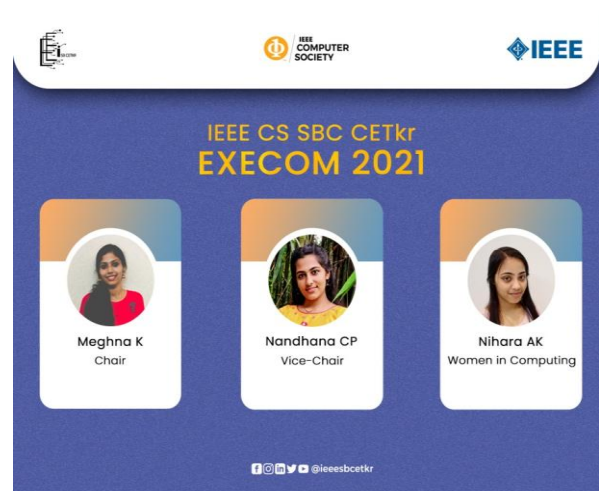 IEEE
COMPUTER
SOCIETY
IEEE
IEEE CS SBC CETkr
EXECOM 2021
Meghna K
Chair
Nandhana CP
Vice-Chair
Nihara AK
Women in Computing
@ieeesbcetkr